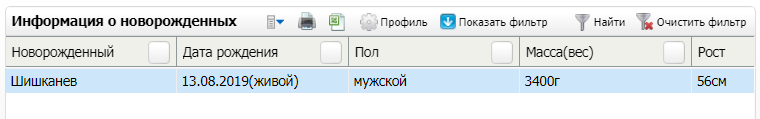 Информация о новорожденных Профиль Показать фильтр Найти Очистить фильтр
Новорожденный Дата рождения Пол Масса(вес) Рост
Шишканев 13.08.2019(живой) мужской 3400г 56см